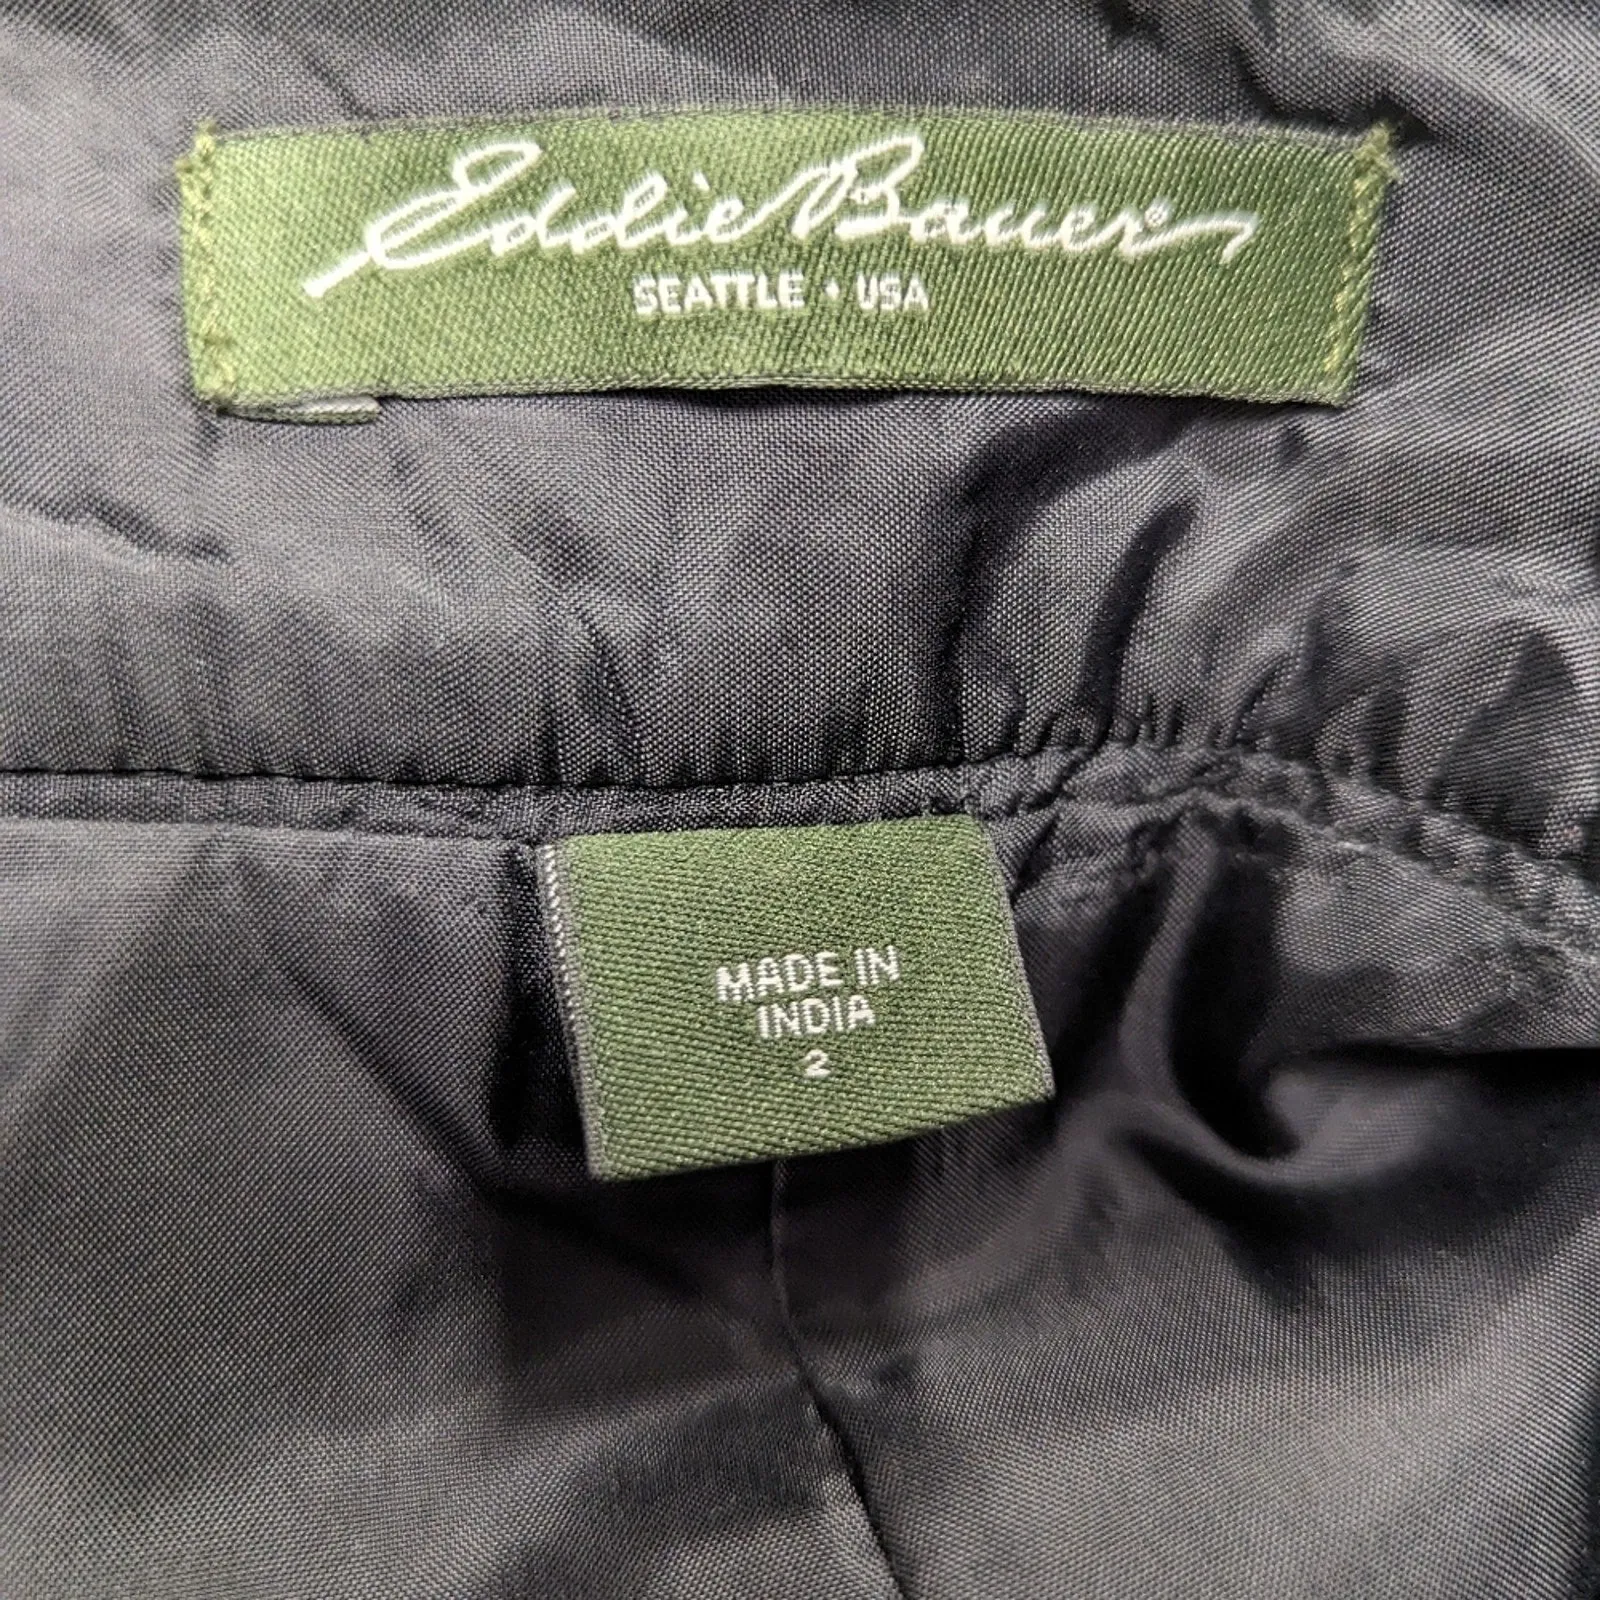 Eddie Bauer®
SEATTLE • USA
MADE IN
INDIA
2